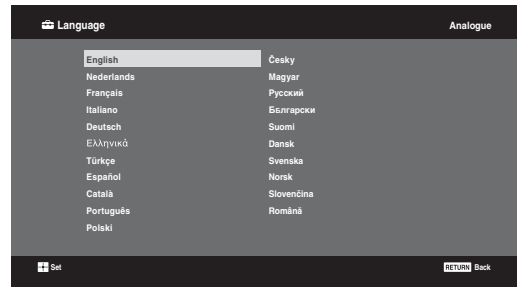 Language Analogue
English
Nederlands
Français
Italiano
Deutsch
Ελληνικά
Türkçe
Español
Català
Português
Polski
Česky
Magyar
Русский
Български
Suomi
Dansk
Svenska
Norsk
Slovenčina
Română
Set RETURN Back